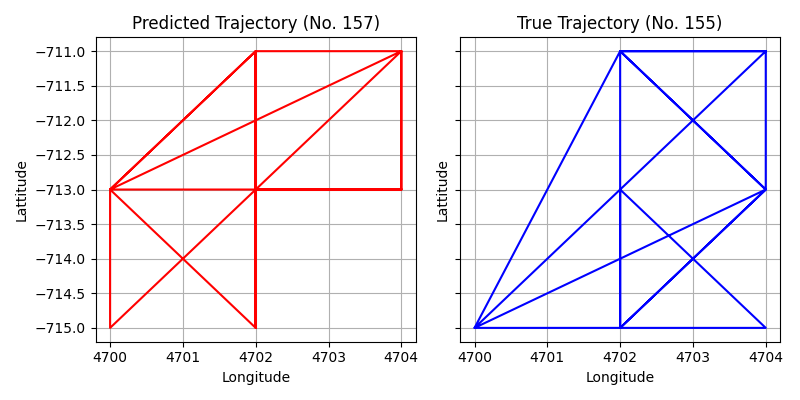 Predicted Trajectory (No. 157)
True Trajectory (No. 155)
−711.0
−711.5
−712.0
−712.5
−713.0
−713.5
−714.0
−714.5
−715.0
Lattitude
Lattitude
4700 4701 4702 4703 4704
4700 4701 4702 4703 4704
Longitude
Longitude